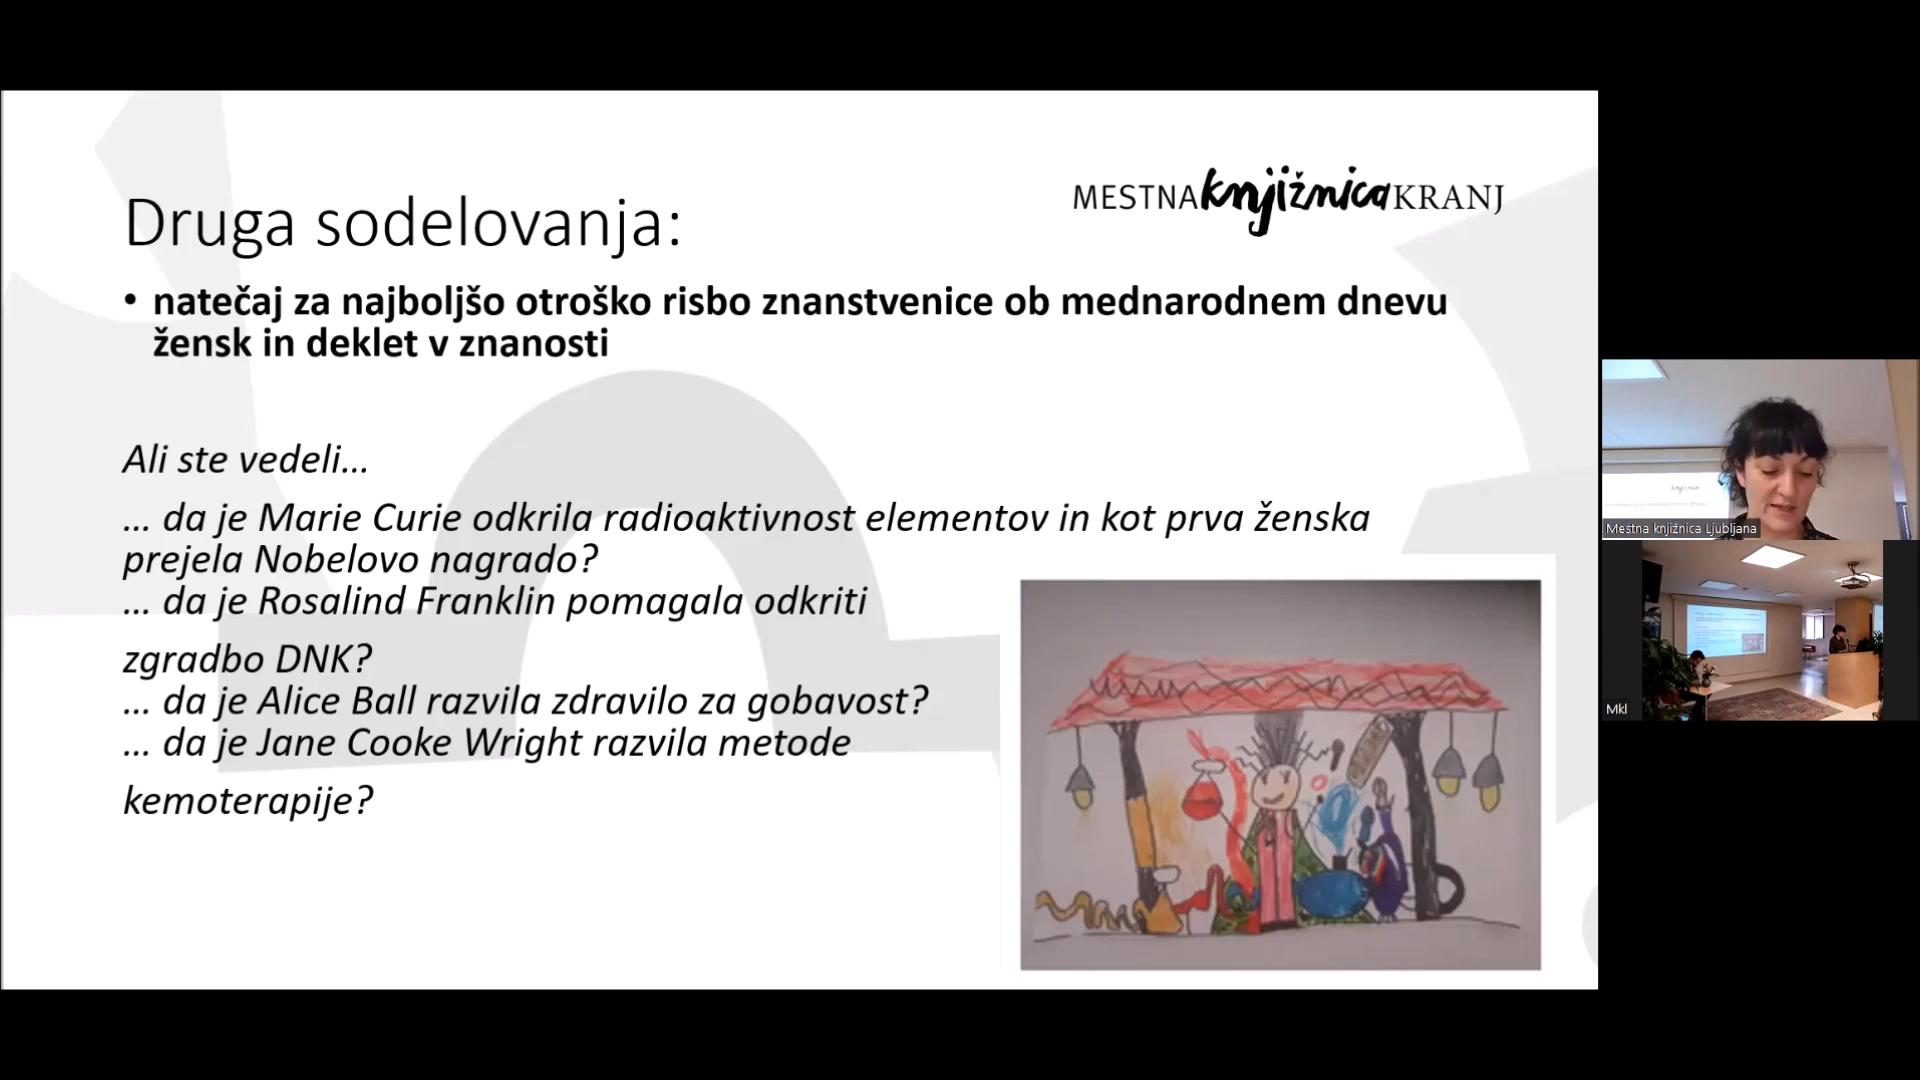 MESTNA knjižnica KRANJ
Druga sodelovanja:
• natečaj za najboljšo otroško risbo znanstvenice ob mednarodnem dnevu
žensk in deklet v znanosti
Ali ste vedeli...
... da je Marie Curie odkrila radioaktivnost elementov in kot prva ženska
prejela Nobelovo nagrado?
... da je Rosalind Franklin pomagala odkriti
zgradbo DNK?
... da je Alice Ball razvila zdravilo za gobavost?
... da je Jane Cooke Wright razvila metode
kemoterapije?
Mestna knjižnica Ljubljana
Mkl